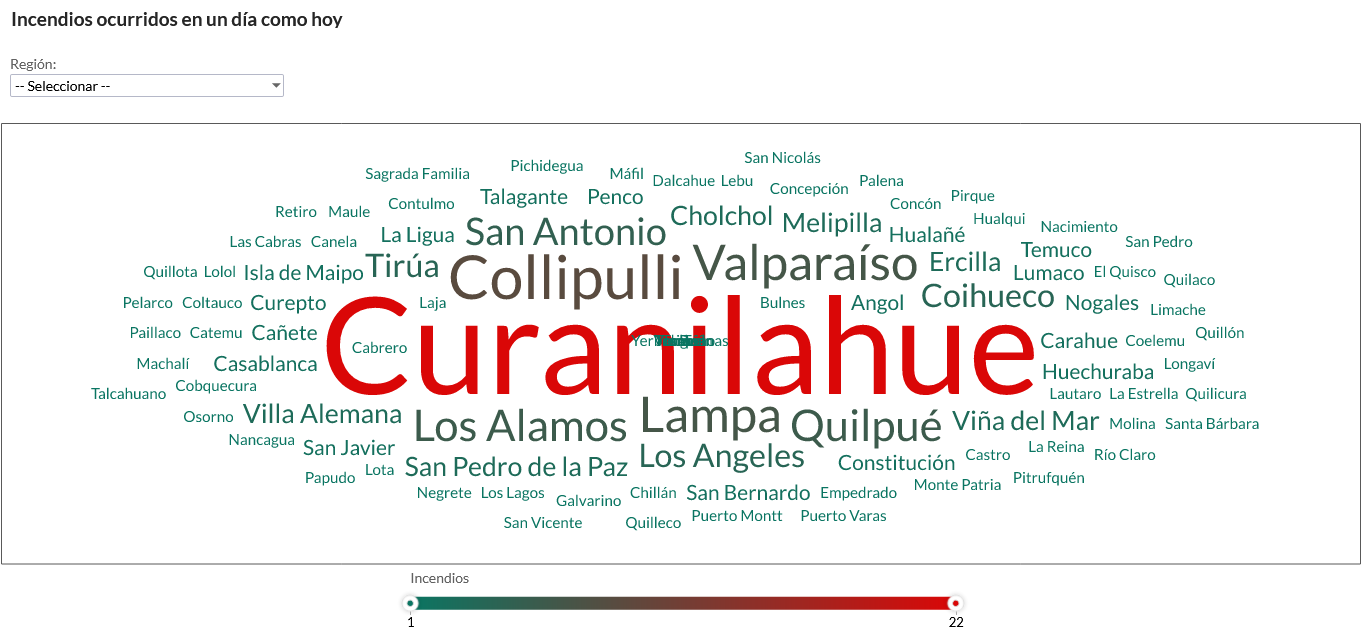 Incendios ocurridos en un día como hoy
Región:
-- Seleccionar --
San Nicolás
Pichidegua
Sagrada Familia
Máfil
Dalcahue
Lebu
Palena
Concepción
Talagante
Penco
Pirque
Contulmo
Concón
Retiro
Maule
Cholchol
Melipilla
Hualqui
Nacimiento
La Ligua
San Antonio
Hualañé
Las Cabras
Canela
San Pedro
Temuco
Valparaíso
Ercilla
Tirúa
Quillota
Lolol
Isla de Maipo
Collipulli
Lumaco
El Quisco
Quilaco
Pelarco
Coltauco
Curepto
Laja
Bulnes
Angol
Coihueco
Nogales
Limache
Paillaco
Catemu
Cañete
Quillón
Curanilahue
Carahue
Coelemu
Cabrero
Machalí
Casablanca
Huechuraba
Longaví
Talcahuano
Cobquecura
Lautaro
La Estrella
Quilicura
Osorno
Villa Alemana
Los Alamos
Lampa
Quilpué
Viña del Mar
Molina
Santa Bárbara
Nancagua
San Javier
La Reina
Río Claro
Los Angeles
Castro
Papudo
Lota
San Pedro de la Paz
Constitución
Pitrufquén
Monte Patria
Negrete
Los Lagos
Galvarino
Chillán
San Bernardo
Empedrado
San Vicente
Quilleco
Puerto Montt
Puerto Varas
Incendios
1
22